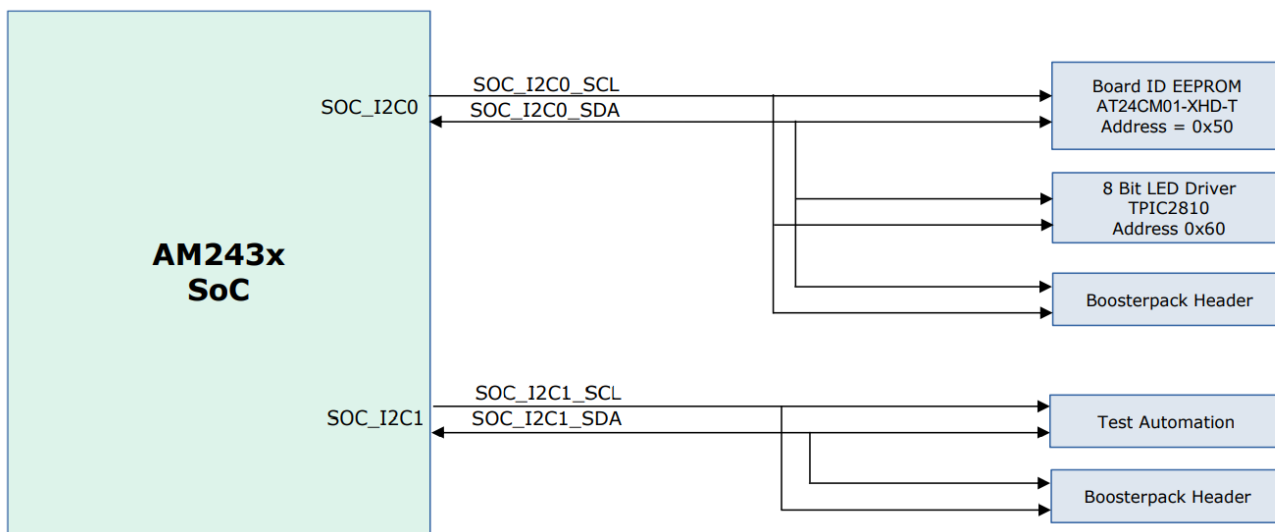 SOC_I2C0
SOC_I2C0_SCL
SOC_I2C0_SDA
Board ID EEPROM
AT24CM01-XHD-T
Address = 0x50
8 Bit LED Driver
TPIC2810
Address 0x60
AM243x
SoC
Boosterpack Header
SOC_I2C1
SOC_I2C1_SCL
SOC_I2C1_SDA
Test Automation
Boosterpack Header